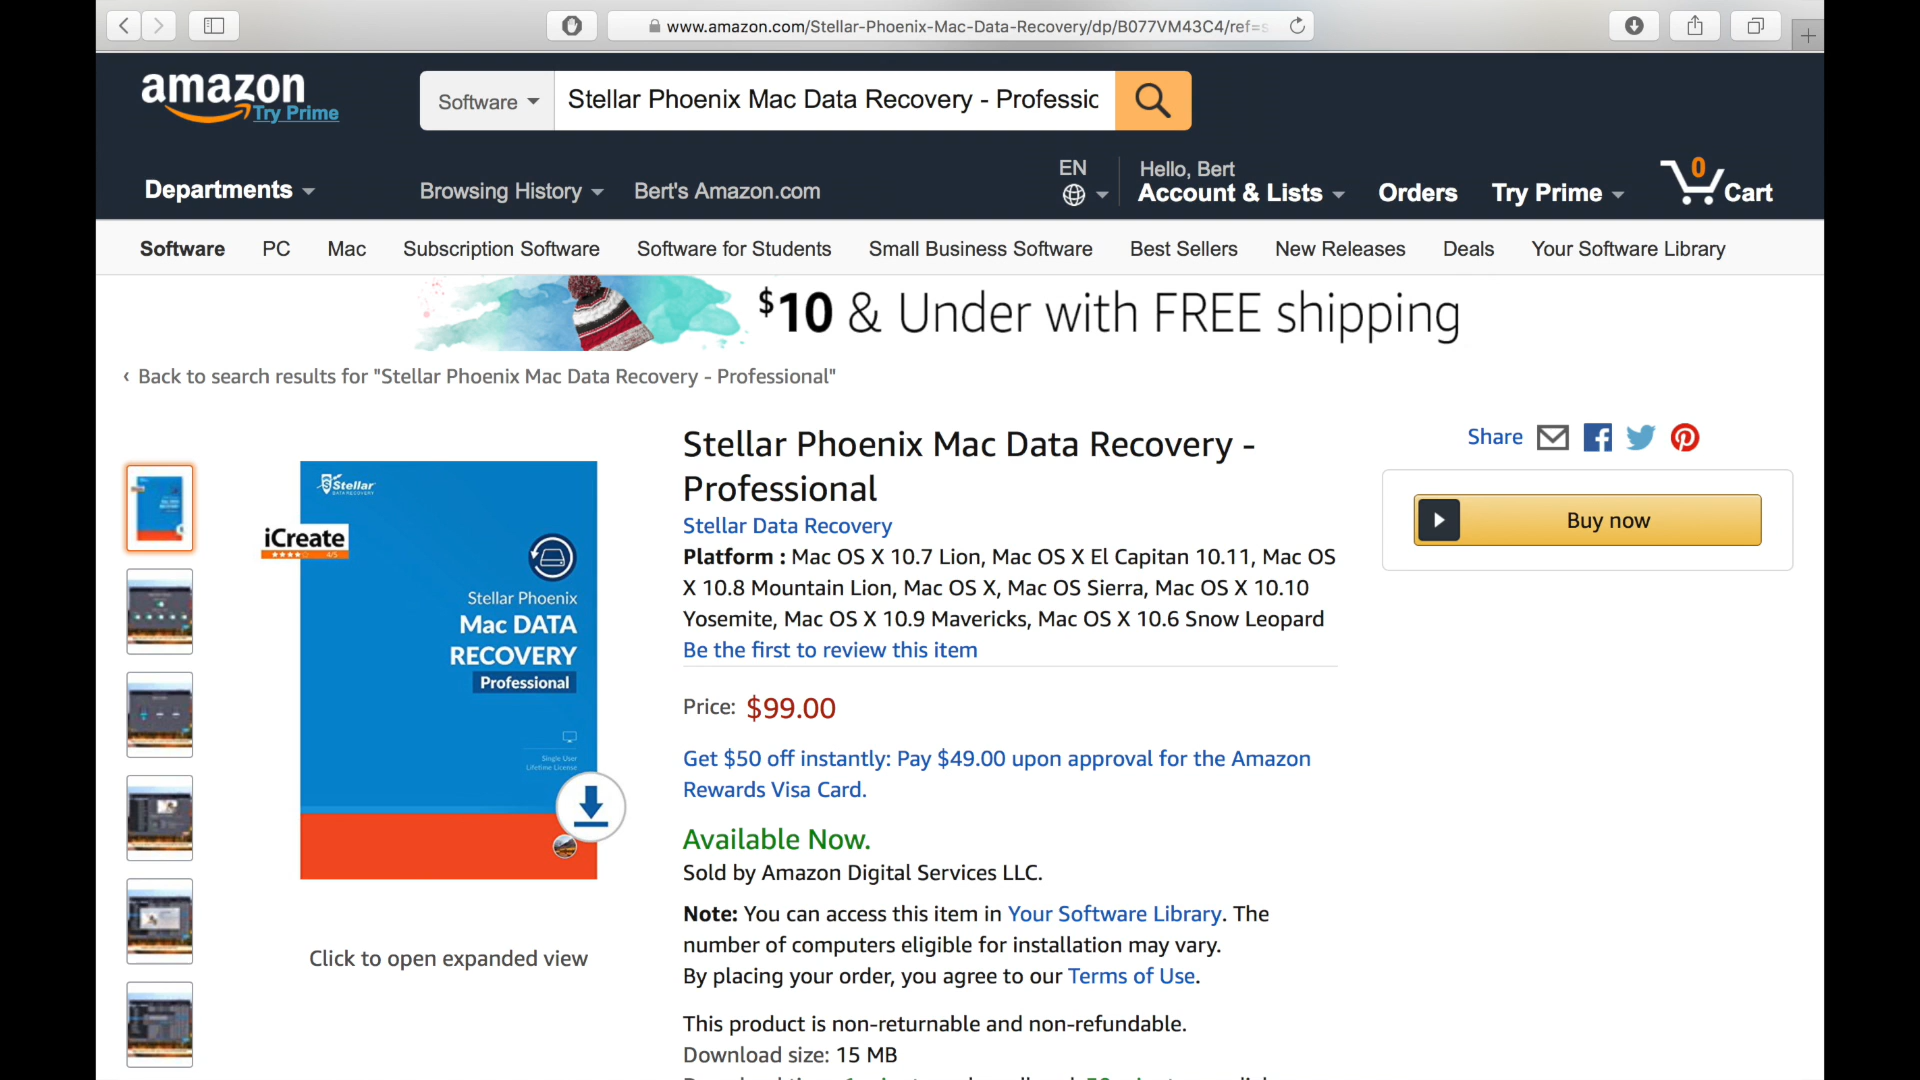 www.amazon.com/Stellar-Phoenix-Mac-Data-Recovery/dp/B077VM43C4/ref=s
amazon
Try Prime
Software
Stellar Phoenix Mac Data Recovery - Professic
Departments
Browsing History
Bert's Amazon.com
EN
Hello, Bert
Account & Lists
Orders
Try Prime
0
Cart
Software
PC
Mac
Subscription Software
Software for Students
Small Business Software
Best Sellers
New Releases
Deals
Your Software Library
$10 & Under with FREE shipping
‹ Back to search results for "Stellar Phoenix Mac Data Recovery - Professional"
Stellar
DATA RECOVERY
iCreate
4/5
Stellar Phoenix
Mac DATA
RECOVERY
Professional
Single User
Lifetime License
Click to open expanded view
Stellar Phoenix Mac Data Recovery -
Professional
Stellar Data Recovery
Platform : Mac OS X 10.7 Lion, Mac OS X El Capitan 10.11, Mac OS
X 10.8 Mountain Lion, Mac OS X, Mac OS Sierra, Mac OS X 10.10
Yosemite, Mac OS X 10.9 Mavericks, Mac OS X 10.6 Snow Leopard
Be the first to review this item
Price: $99.00
Get $50 off instantly: Pay $49.00 upon approval for the Amazon
Rewards Visa Card.
Available Now.
Sold by Amazon Digital Services LLC.
Note: You can access this item in Your Software Library. The
number of computers eligible for installation may vary.
By placing your order, you agree to our Terms of Use.
This product is non-returnable and non-refundable.
Download size: 15 MB
Share
Buy now